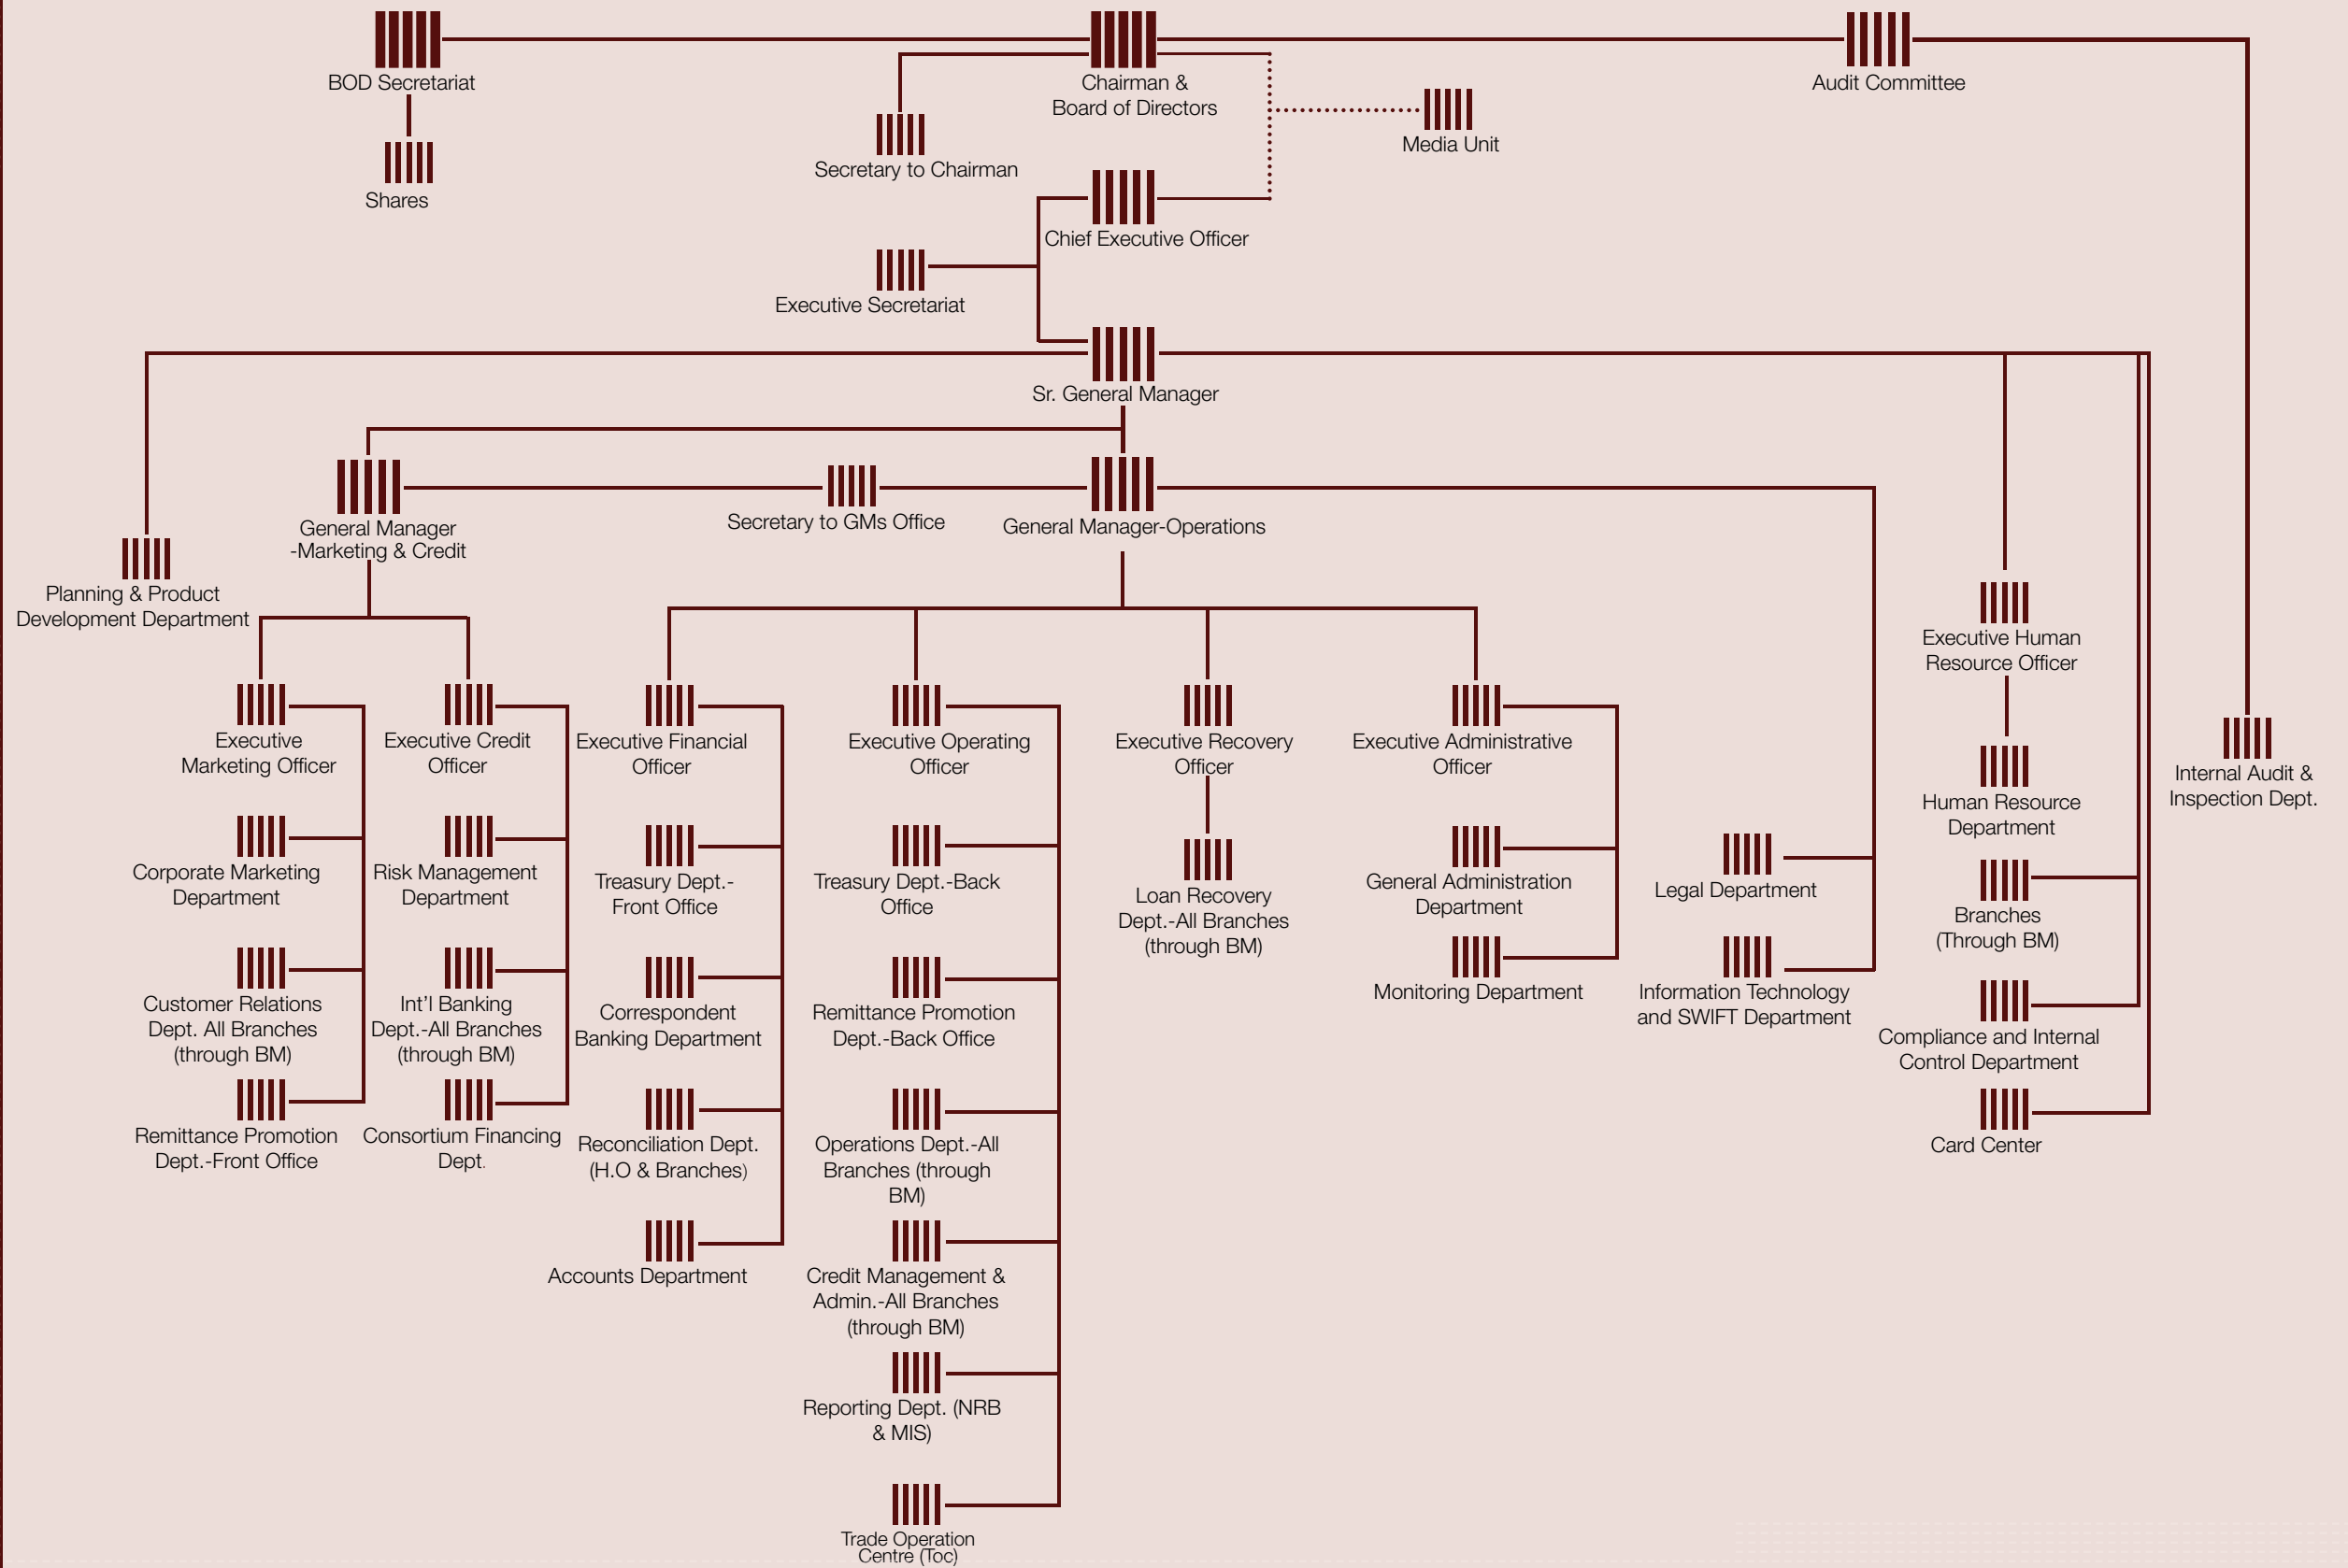 BOD Secretariat
Chairman &
Board of Directors
Audit Committee
Shares
Secretary to Chairman
Media Unit
Chief Executive Officer
Executive Secretariat
Sr. General Manager
General Manager
-Marketing & Credit
Secretary to GMs Office
General Manager-Operations
Planning & Product
Development Department
Executive Human
Resource Officer
Executive
Marketing Officer
Executive Credit
Officer
Executive Financial
Officer
Executive Operating
Officer
Executive Recovery
Officer
Executive Administrative
Officer
Human Resource
Department
Internal Audit &
Inspection Dept.
Corporate Marketing
Department
Risk Management
Department
Treasury Dept.-
Front Office
Treasury Dept.-Back
Office
Loan Recovery
Dept.-All Branches
(through BM)
General Administration
Department
Legal Department
Branches
(Through BM)
Customer Relations
Dept. All Branches
(through BM)
Int'l Banking
Dept.-All Branches
(through BM)
Correspondent
Banking Department
Remittance Promotion
Dept.-Back Office
Monitoring Department
Information Technology
and SWIFT Department
Compliance and Internal
Control Department
Remittance Promotion
Dept.-Front Office
Consortium Financing
Dept.
Reconciliation Dept.
(H.O & Branches)
Operations Dept.-All
Branches (through
BM)
Card Center
Accounts Department
Credit Management &
Admin.-All Branches
(through BM)
Reporting Dept. (NRB
& MIS)
Trade Operation
Centre (Toc)